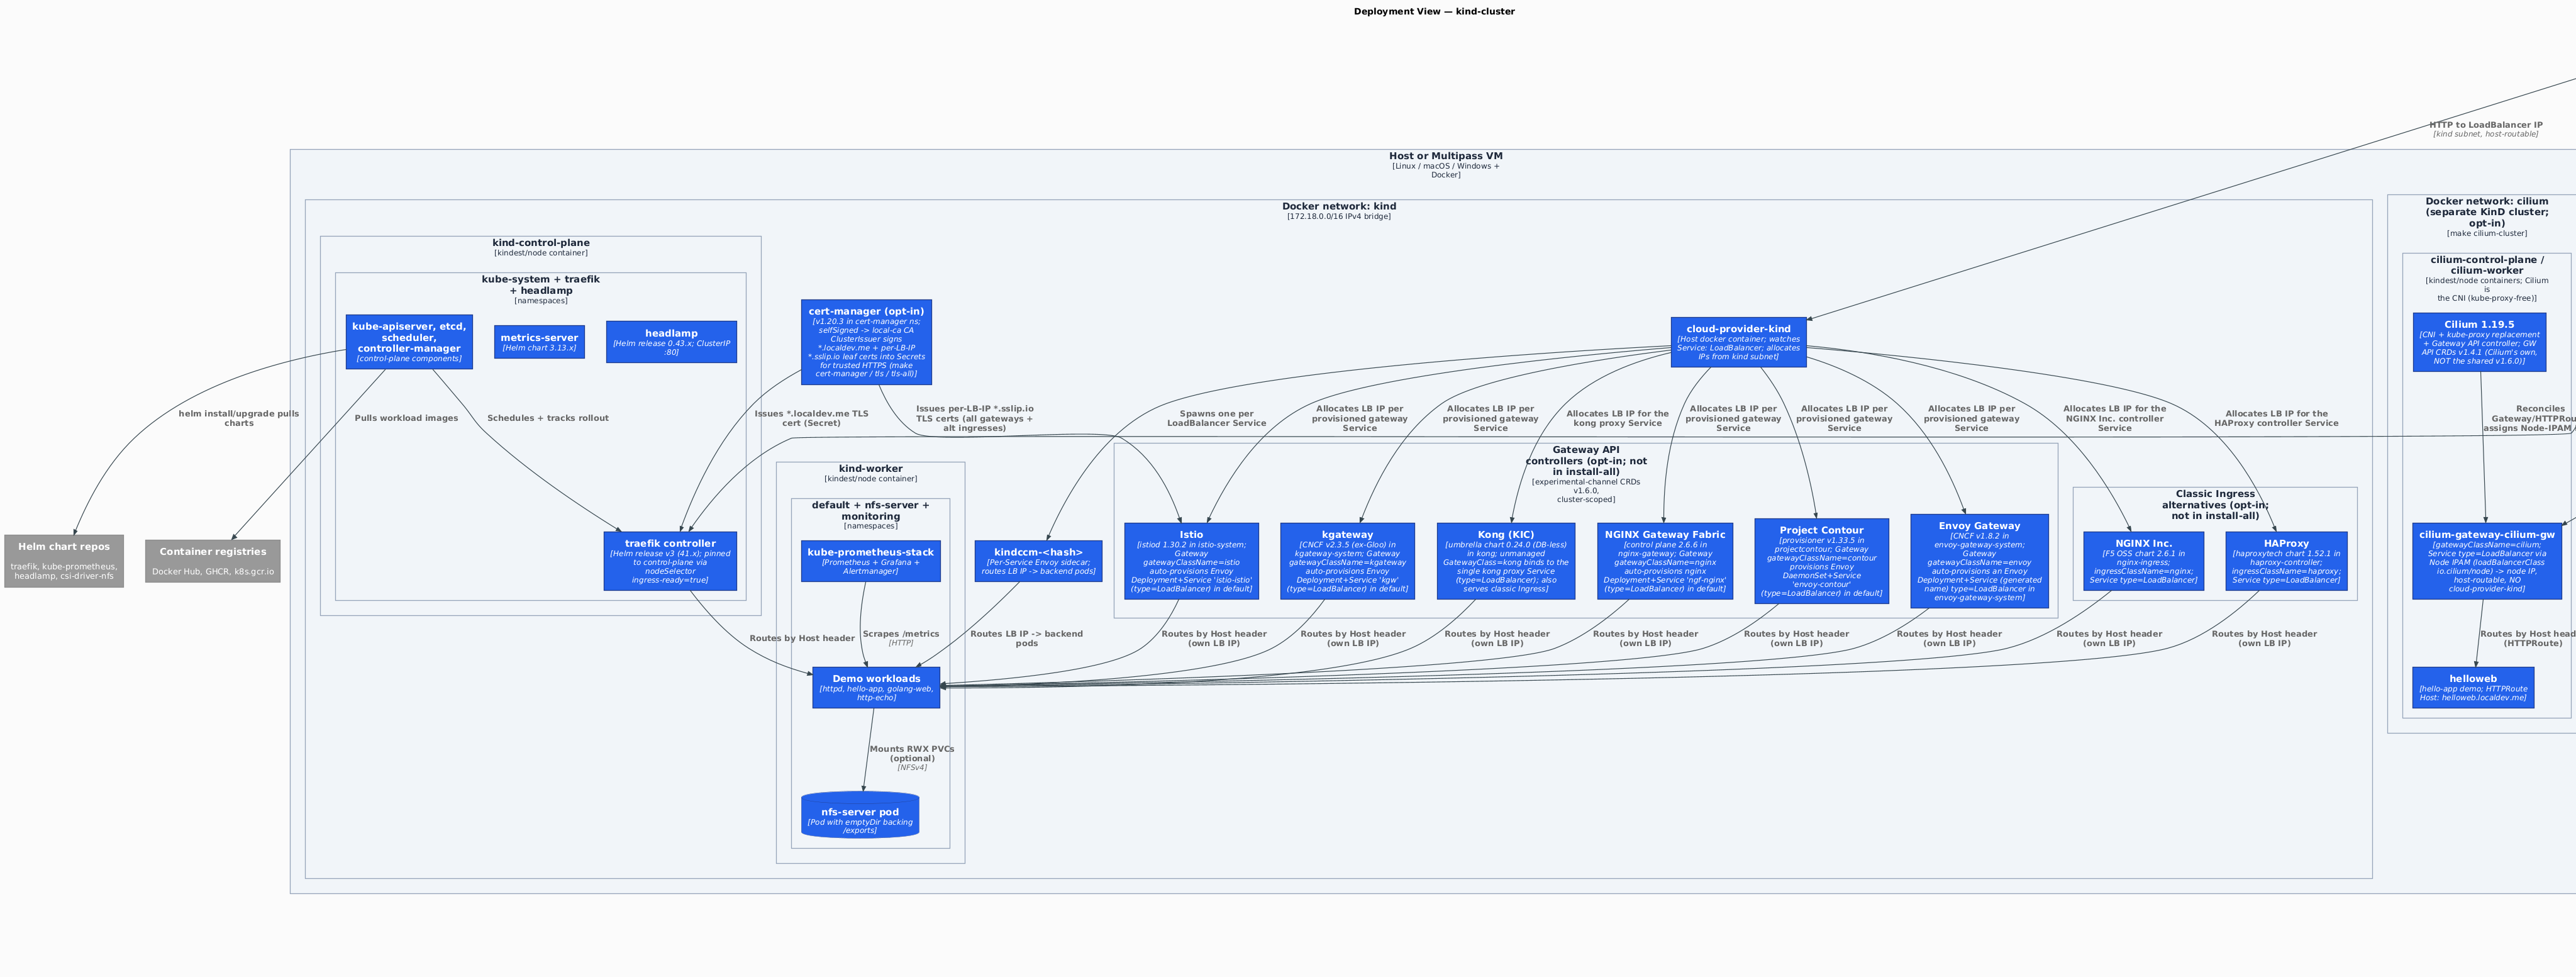 Deployment View — kind-cluster
HTTP to LoadBalancer IP
[kind subnet, host-routable]
Host or Multipass VM
[Linux / macOS / Windows +
Docker]
Docker network: kind
[172.18.0.0/16 IPv4 bridge]
Docker network: cilium
(separate KinD cluster;
opt-in)
[make cilium-cluster]
kind-control-plane
[kindest/node container]
kube-system + traefik
+ headlamp
[namespaces]
kube-apiserver, etcd,
scheduler,
controller-manager
[control-plane components]
metrics-server
[Helm chart 3.13.x]
headlamp
[Helm release 0.43.x; ClusterIP
:80]
cert-manager (opt-in)
[v1.20.3 in cert-manager ns;
selfSigned -> local-ca CA
ClusterIssuer signs
*.localdev.me + per-LB-IP
*.sslip.io leaf certs into Secrets
for trusted HTTPS (make
cert-manager / tls / tls-all)]
cloud-provider-kind
[Host docker container; watches
Service: LoadBalancer; allocates
IPs from kind subnet]
cilium-control-plane /
cilium-worker
[kindest/node containers; Cilium
is
the CNI (kube-proxy-free)]
Cilium 1.19.5
[CNI + kube-proxy replacement
+ Gateway API controller; GW
API CRDs v1.4.1 (Cilium's own,
NOT the shared v1.6.0)]
helm install/upgrade pulls
charts
Pulls workload images
Schedules + tracks rollout
Issues *.localdev.me TLS
cert (Secret)
Issues per-LB-IP *.sslip.io
TLS certs (all gateways +
alt ingresses)
Spawns one per
LoadBalancer Service
Allocates LB IP per
provisioned gateway
Service
Allocates LB IP per
provisioned gateway
Service
Allocates LB IP for the
kong proxy Service
Allocates LB IP per
provisioned gateway
Service
Allocates LB IP per
provisioned gateway
Service
Allocates LB IP per
provisioned gateway
Service
Allocates LB IP for the
NGINX Inc. controller
Service
Allocates LB IP for the
HAProxy controller Service
Reconciles
Gateway/HTTPRou
assigns Node-IPAM
kind-worker
[kindest/node container]
default + nfs-server +
monitoring
[namespaces]
Gateway API
controllers (opt-in; not
in install-all)
[experimental-channel CRDs
v1.6.0,
cluster-scoped]
Classic Ingress
alternatives (opt-in;
not in install-all)
Helm chart repos
traefik, kube-prometheus,
headlamp, csi-driver-nfs
Container registries
Docker Hub, GHCR, k8s.gcr.io
traefik controller
[Helm release v3 (41.x); pinned
to control-plane via
nodeSelector
ingress-ready=true]
kube-prometheus-stack
[Prometheus + Grafana +
Alertmanager]
kindccm-<hash>
[Per-Service Envoy sidecar;
routes LB IP -> backend pods]
Istio
[istiod 1.30.2 in istio-system;
Gateway
gatewayClassName=istio
auto-provisions Envoy
Deployment+Service 'istio-istio'
(type=LoadBalancer) in default]
kgateway
[CNCF v2.3.5 (ex-Gloo) in
kgateway-system; Gateway
gatewayClassName=kgateway
auto-provisions Envoy
Deployment+Service 'kgw'
(type=LoadBalancer) in default]
Kong (KIC)
[umbrella chart 0.24.0 (DB-less)
in kong; unmanaged
GatewayClass=kong binds to the
single kong proxy Service
(type=LoadBalancer); also
serves classic Ingress]
NGINX Gateway Fabric
[control plane 2.6.6 in
nginx-gateway; Gateway
gatewayClassName=nginx
auto-provisions nginx
Deployment+Service 'ngf-nginx'
(type=LoadBalancer) in default]
Project Contour
[provisioner v1.33.5 in
projectcontour; Gateway
gatewayClassName=contour
provisions Envoy
DaemonSet+Service
'envoy-contour'
(type=LoadBalancer) in default]
Envoy Gateway
[CNCF v1.8.2 in
envoy-gateway-system;
Gateway
gatewayClassName=envoy
auto-provisions an Envoy
Deployment+Service (generated
name) type=LoadBalancer in
envoy-gateway-system]
NGINX Inc.
[F5 OSS chart 2.6.1 in
nginx-ingress;
ingressClassName=nginx;
Service type=LoadBalancer]
HAProxy
[haproxytech chart 1.52.1 in
haproxy-controller;
ingressClassName=haproxy;
Service type=LoadBalancer]
cilium-gateway-cilium-gw
[gatewayClassName=cilium;
Service type=LoadBalancer via
Node IPAM (loadBalancerClass
io.cilium/node) -> node IP,
host-routable, NO
cloud-provider-kind]
Routes by Host header
Scrapes /metrics
[HTTP]
Routes LB IP -> backend
pods
Routes by Host header
(own LB IP)
Routes by Host header
(own LB IP)
Routes by Host header
(own LB IP)
Routes by Host header
(own LB IP)
Routes by Host header
(own LB IP)
Routes by Host header
(own LB IP)
Routes by Host header
(own LB IP)
Routes by Host header
(own LB IP)
Routes by Host head
(HTTPRoute)
Demo workloads
[httpd, hello-app, golang-web,
http-echo]
helloweb
[hello-app demo; HTTPRoute
Host: helloweb.localdev.me]
Mounts RWX PVCs
(optional)
[NFSv4]
nfs-server pod
[Pod with emptyDir backing
/exports]